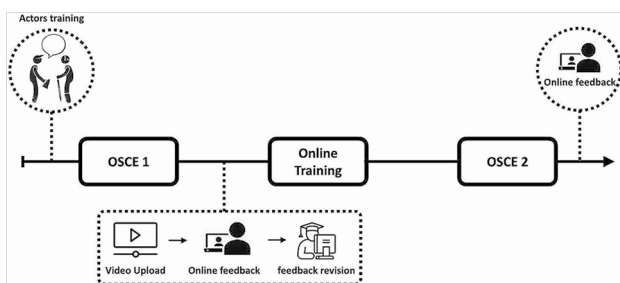 Actors training
Online feedback
OSCE 1
Online
Training
OSCE 2
Video Upload
Online feedback
feedback revision